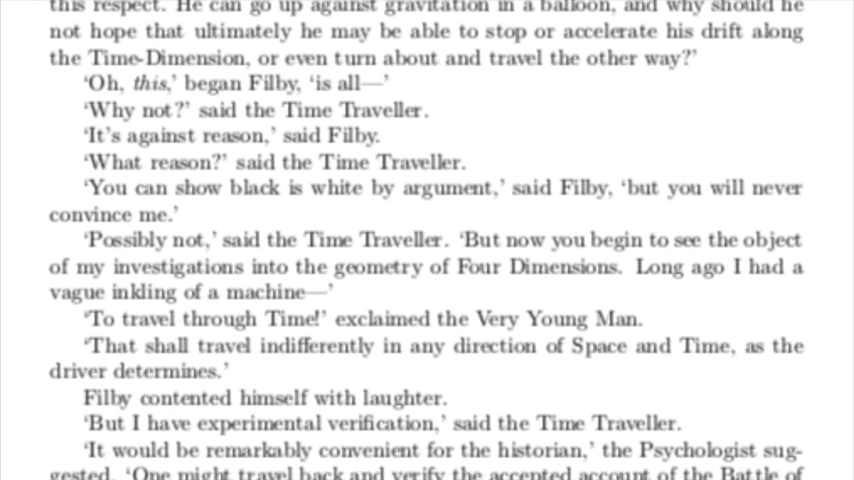 this respect. He can go up against gravitation in a balloon, and why should he
not hope that ultimately he may be able to stop or accelerate his drift along
the Time-Dimension, or even turn about and travel the other way?’
‘Oh, this,’ began Filby, ‘is all—’
‘Why not?’ said the Time Traveller.
‘It’s against reason,’ said Filby.
‘What reason?’ said the Time Traveller.
‘You can show black is white by argument,’ said Filby, ‘but you will never
convince me.’
‘Possibly not,’ said the Time Traveller. ‘But now you begin to see the object
of my investigations into the geometry of Four Dimensions. Long ago I had a
vague inkling of a machine—’
‘To travel through Time!’ exclaimed the Very Young Man.
‘That shall travel indifferently in any direction of Space and Time, as the
driver determines.’
Filby contented himself with laughter.
‘But I have experimental verification,’ said the Time Traveller.
‘It would be remarkably convenient for the historian,’ the Psychologist sug-
gested. ‘One might travel back and verify the accepted account of the Battle of